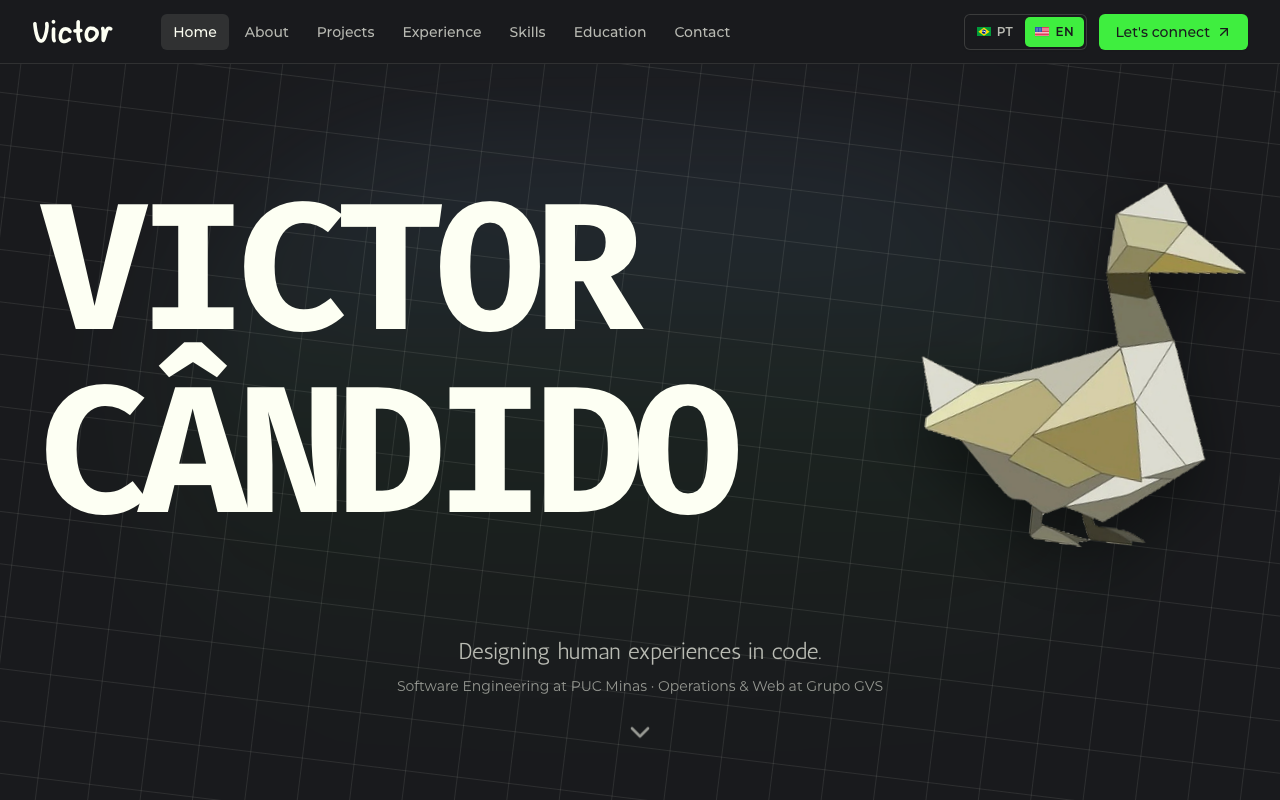 Victor
Home About Projects Experience Skills Education Contact
PT EN
Let's connect
VICTOR
CÂNDIDO
Designing human experiences in code.
Software Engineering at PUC Minas · Operations & Web at Grupo GVS